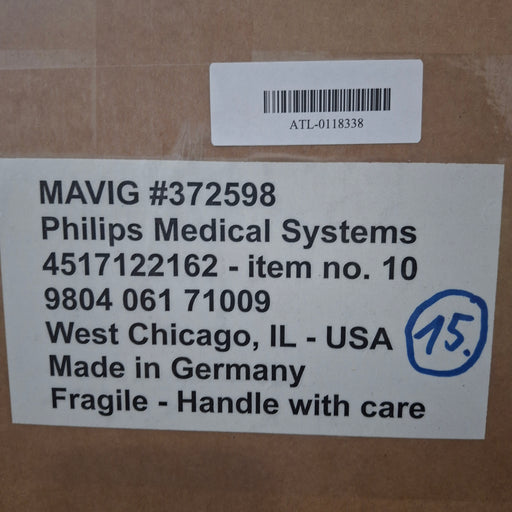 ATL-0118338
MAVIG #372598
Philips Medical Systems
4517122162 - item no. 10
9804 061 71009
West Chicago, IL - USA
15.
Made in Germany
Fragile - Handle with care